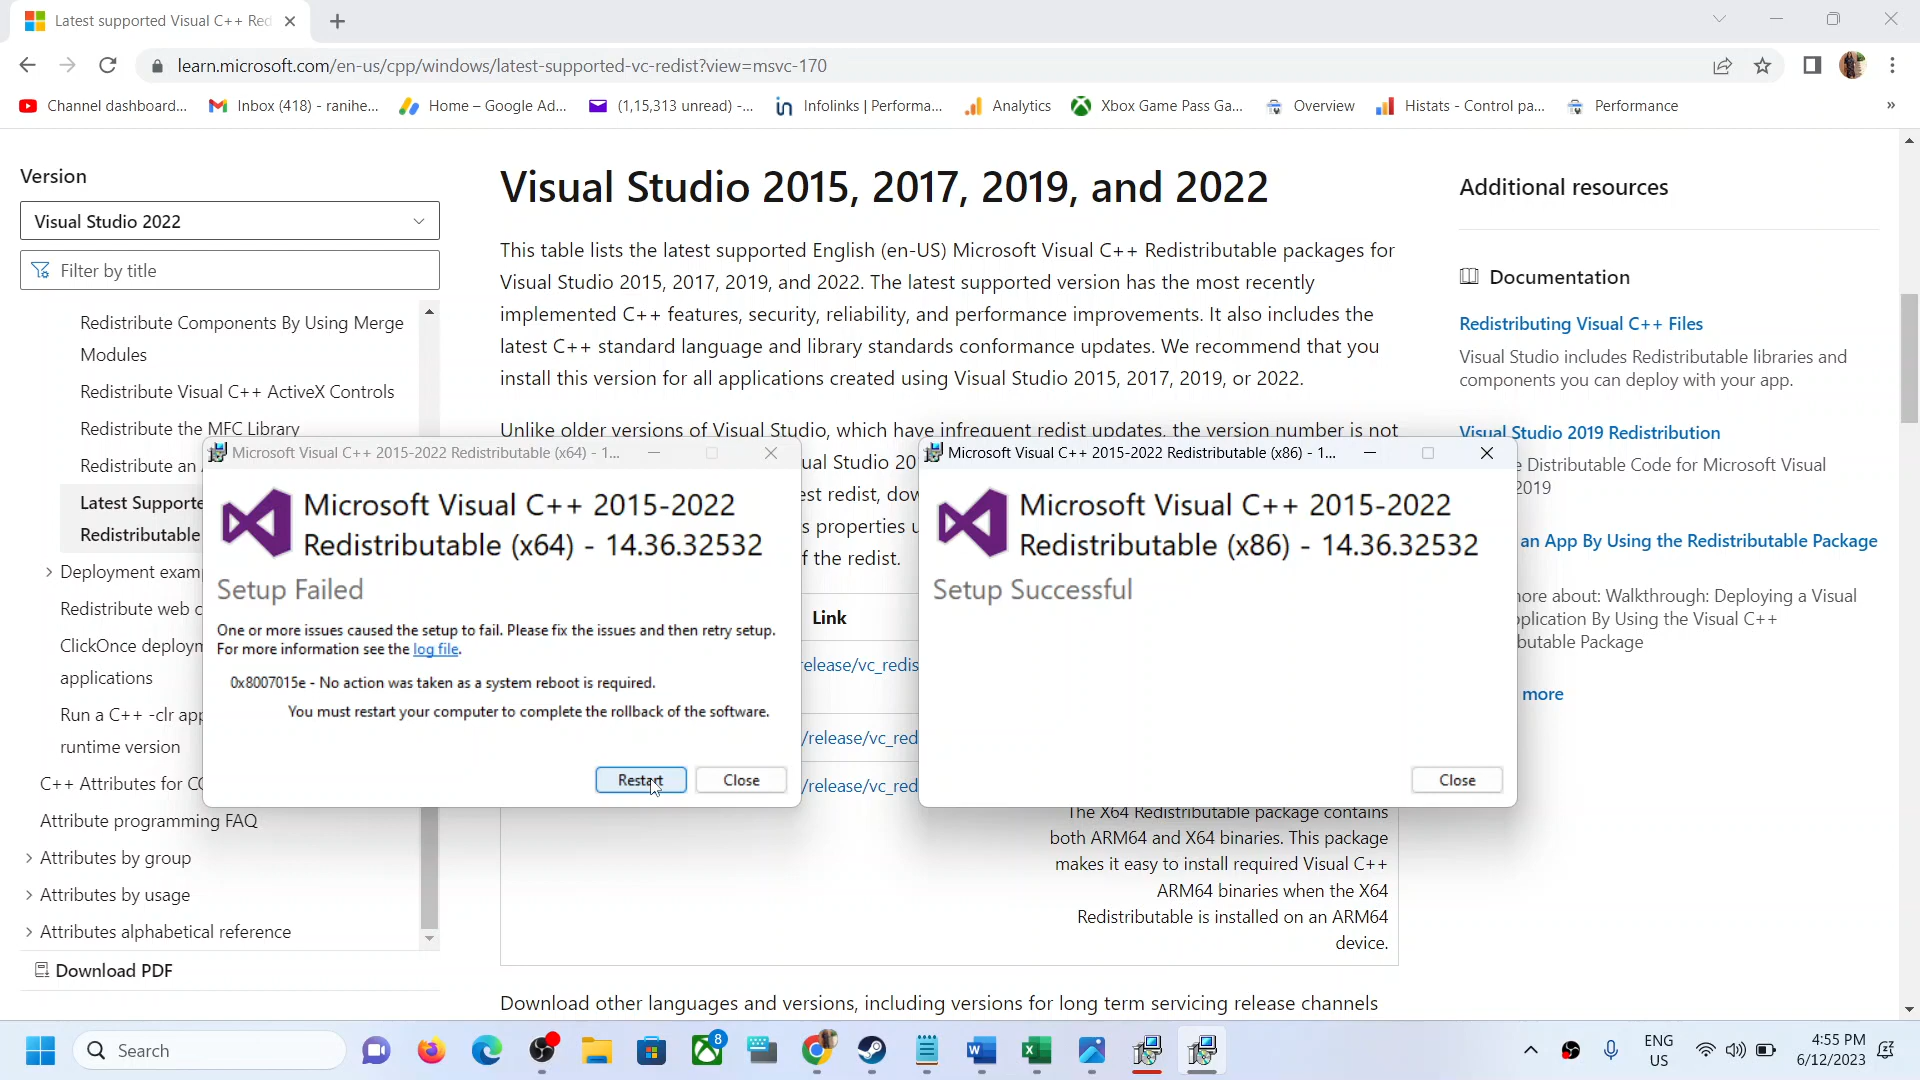 Latest supported Visual C++ Red
learn.microsoft.com/en-us/cpp/windows/latest-supported-vc-redist?view=msvc-170
Channel dashboard...
Inbox (418) - ranihe...
Home – Google Ad...
(1,15,313 unread) -...
Infolinks | Performa...
Analytics
Xbox Game Pass Ga...
Overview
Histats - Control pa...
Performance
»
Version
Visual Studio 2022
Filter by title
Redistribute Components By Using Merge
Modules
Redistribute Visual C++ ActiveX Controls
Redistribute the MFC Library
Redistribute an
Latest Supporte
Redistributable
Deployment exam
Redistribute web c
ClickOnce deploym
applications
Run a C++ -clr app
runtime version
C++ Attributes for CO
Attribute programming FAQ
Attributes by group
Attributes by usage
Attributes alphabetical reference
Download PDF
Visual Studio 2015, 2017, 2019, and 2022
This table lists the latest supported English (en-US) Microsoft Visual C++ Redistributable packages for
Visual Studio 2015, 2017, 2019, and 2022. The latest supported version has the most recently
implemented C++ features, security, reliability, and performance improvements. It also includes the
latest C++ standard language and library standards conformance updates. We recommend that you
install this version for all applications created using Visual Studio 2015, 2017, 2019, or 2022.
Unlike older versions of Visual Studio, which have infrequent redist updates, the version number is not
ual Studio 20
est redist, dow
s properties u
f the redist.
Link
release/vc_redis
/release/vc_red
/release/vc_red
The X64 Redistributable package contains
both ARM64 and X64 binaries. This package
makes it easy to install required Visual C++
ARM64 binaries when the X64
Redistributable is installed on an ARM64
device.
Download other languages and versions, including versions for long term servicing release channels
Additional resources
Documentation
Redistributing Visual C++ Files
Visual Studio includes Redistributable libraries and
components you can deploy with your app.
Visual Studio 2019 Redistribution
e Distributable Code for Microsoft Visual
2019
an App By Using the Redistributable Package
more about: Walkthrough: Deploying a Visual
pplication By Using the Visual C++
butable Package
more
Microsoft Visual C++ 2015-2022 Redistributable (x64) - 1...
Microsoft Visual C++ 2015-2022
Redistributable (x64) - 14.36.32532
Setup Failed
One or more issues caused the setup to fail. Please fix the issues and then retry setup.
For more information see the log file.
0x8007015e - No action was taken as a system reboot is required.
You must restart your computer to complete the rollback of the software.
Restart
Close
Microsoft Visual C++ 2015-2022 Redistributable (x86) - 1...
Microsoft Visual C++ 2015-2022
Redistributable (x86) - 14.36.32532
Setup Successful
Close
Search
8
ENG
US
4:55 PM
6/12/2023